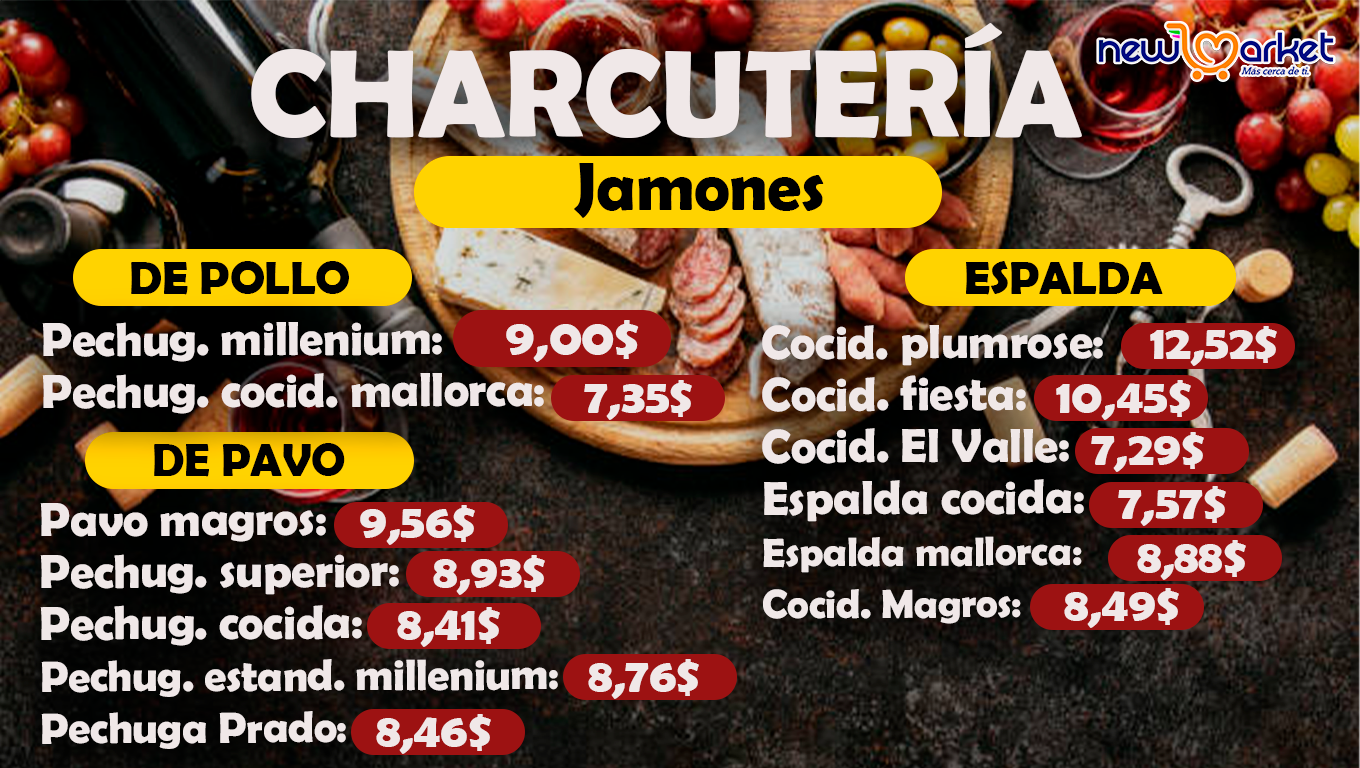 CHARCUTERÍA
new market
Más cerca de ti.
Jamones
DE POLLO
Pechug. millenium: 9,00$
Pechug. cocid. mallorca: 7,35$
DE PAVO
Pavo magros: 9,56$
Pechug. superior: 8,93$
Pechug. cocida: 8,41$
Pechug. estand. millenium: 8,76$
Pechuga Prado: 8,46$
ESPALDA
Cocid. plumrose: 12,52$
Cocid. fiesta: 10,45$
Cocid. El Valle: 7,29$
Espalda cocida: 7,57$
Espalda mallorca: 8,88$
Cocid. Magros: 8,49$